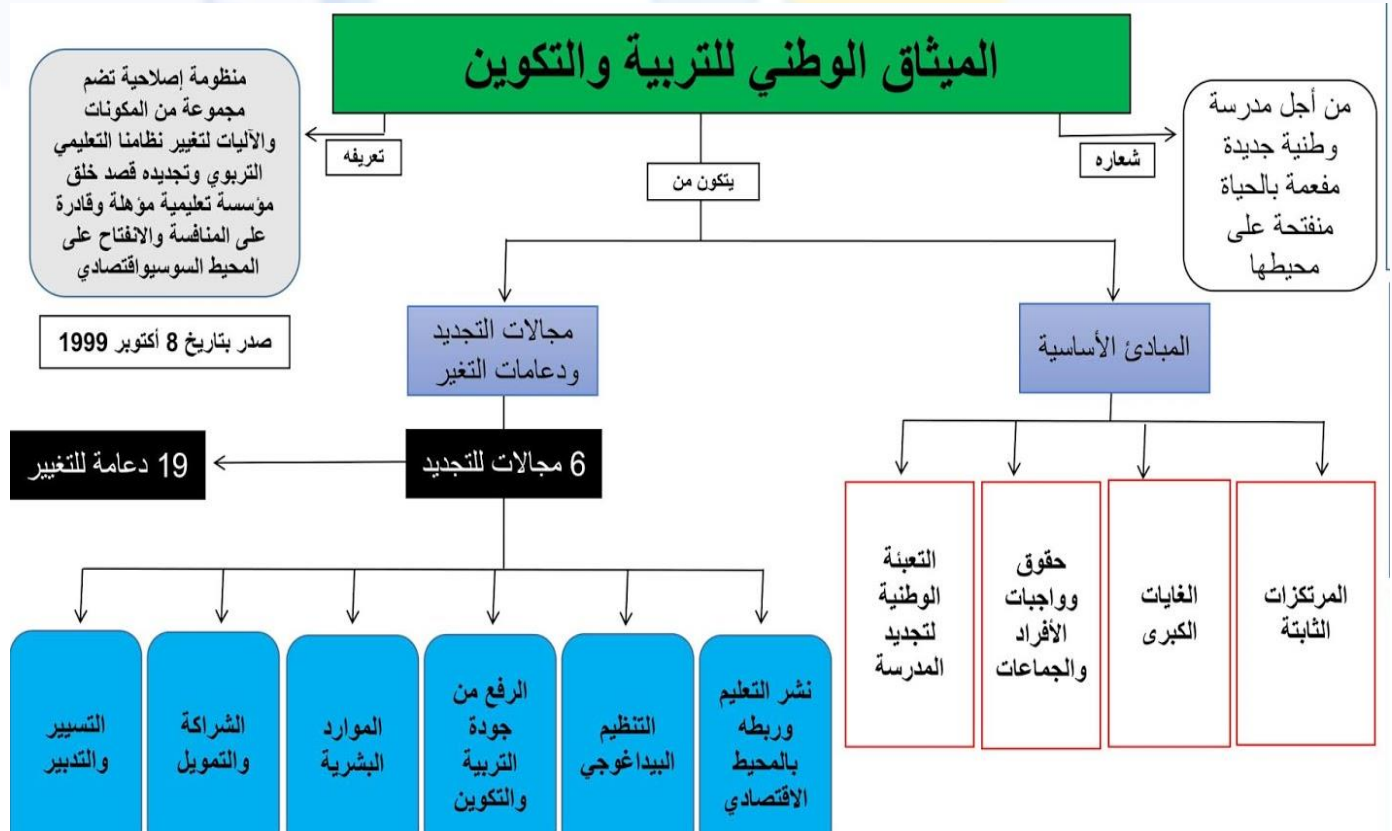 الميثاق الوطني للتربية والتكوين
من أجل مدرسة
وطنية جديدة
مفعمة بالحياة
منفتحة على
محيطها
شعاره
يتكون من
تعريفه
منظومة إصلاحية تضم
مجموعة من المكونات
والآليات لتغيير نظامنا التعليمي
التربوي وتجديده قصد خلق
مؤسسة تعليمية مؤهلة وقادرة
على المنافسة والانفتاح على
المحيط السوسيواقتصادي
صدر بتاريخ 8 أكتوبر 1999
المبادئ الأساسية
مجالات التجديد
ودعامات التغير
6 مجالات للتجديد
19 دعامة للتغيير
المرتكزات
الثابتة
الغايات
الكبرى
حقوق
وواجبات
الأفراد
والجماعات
التعبئة
الوطنية
لتجديد
المدرسة
نشر التعليم
وربطه
بالمحيط
الاقتصادي
التنظيم
البيداغوجي
الرفع من
جودة
التربية
والتكوين
الموارد
البشرية
الشراكة
والتمويل
التسيير
والتدبير